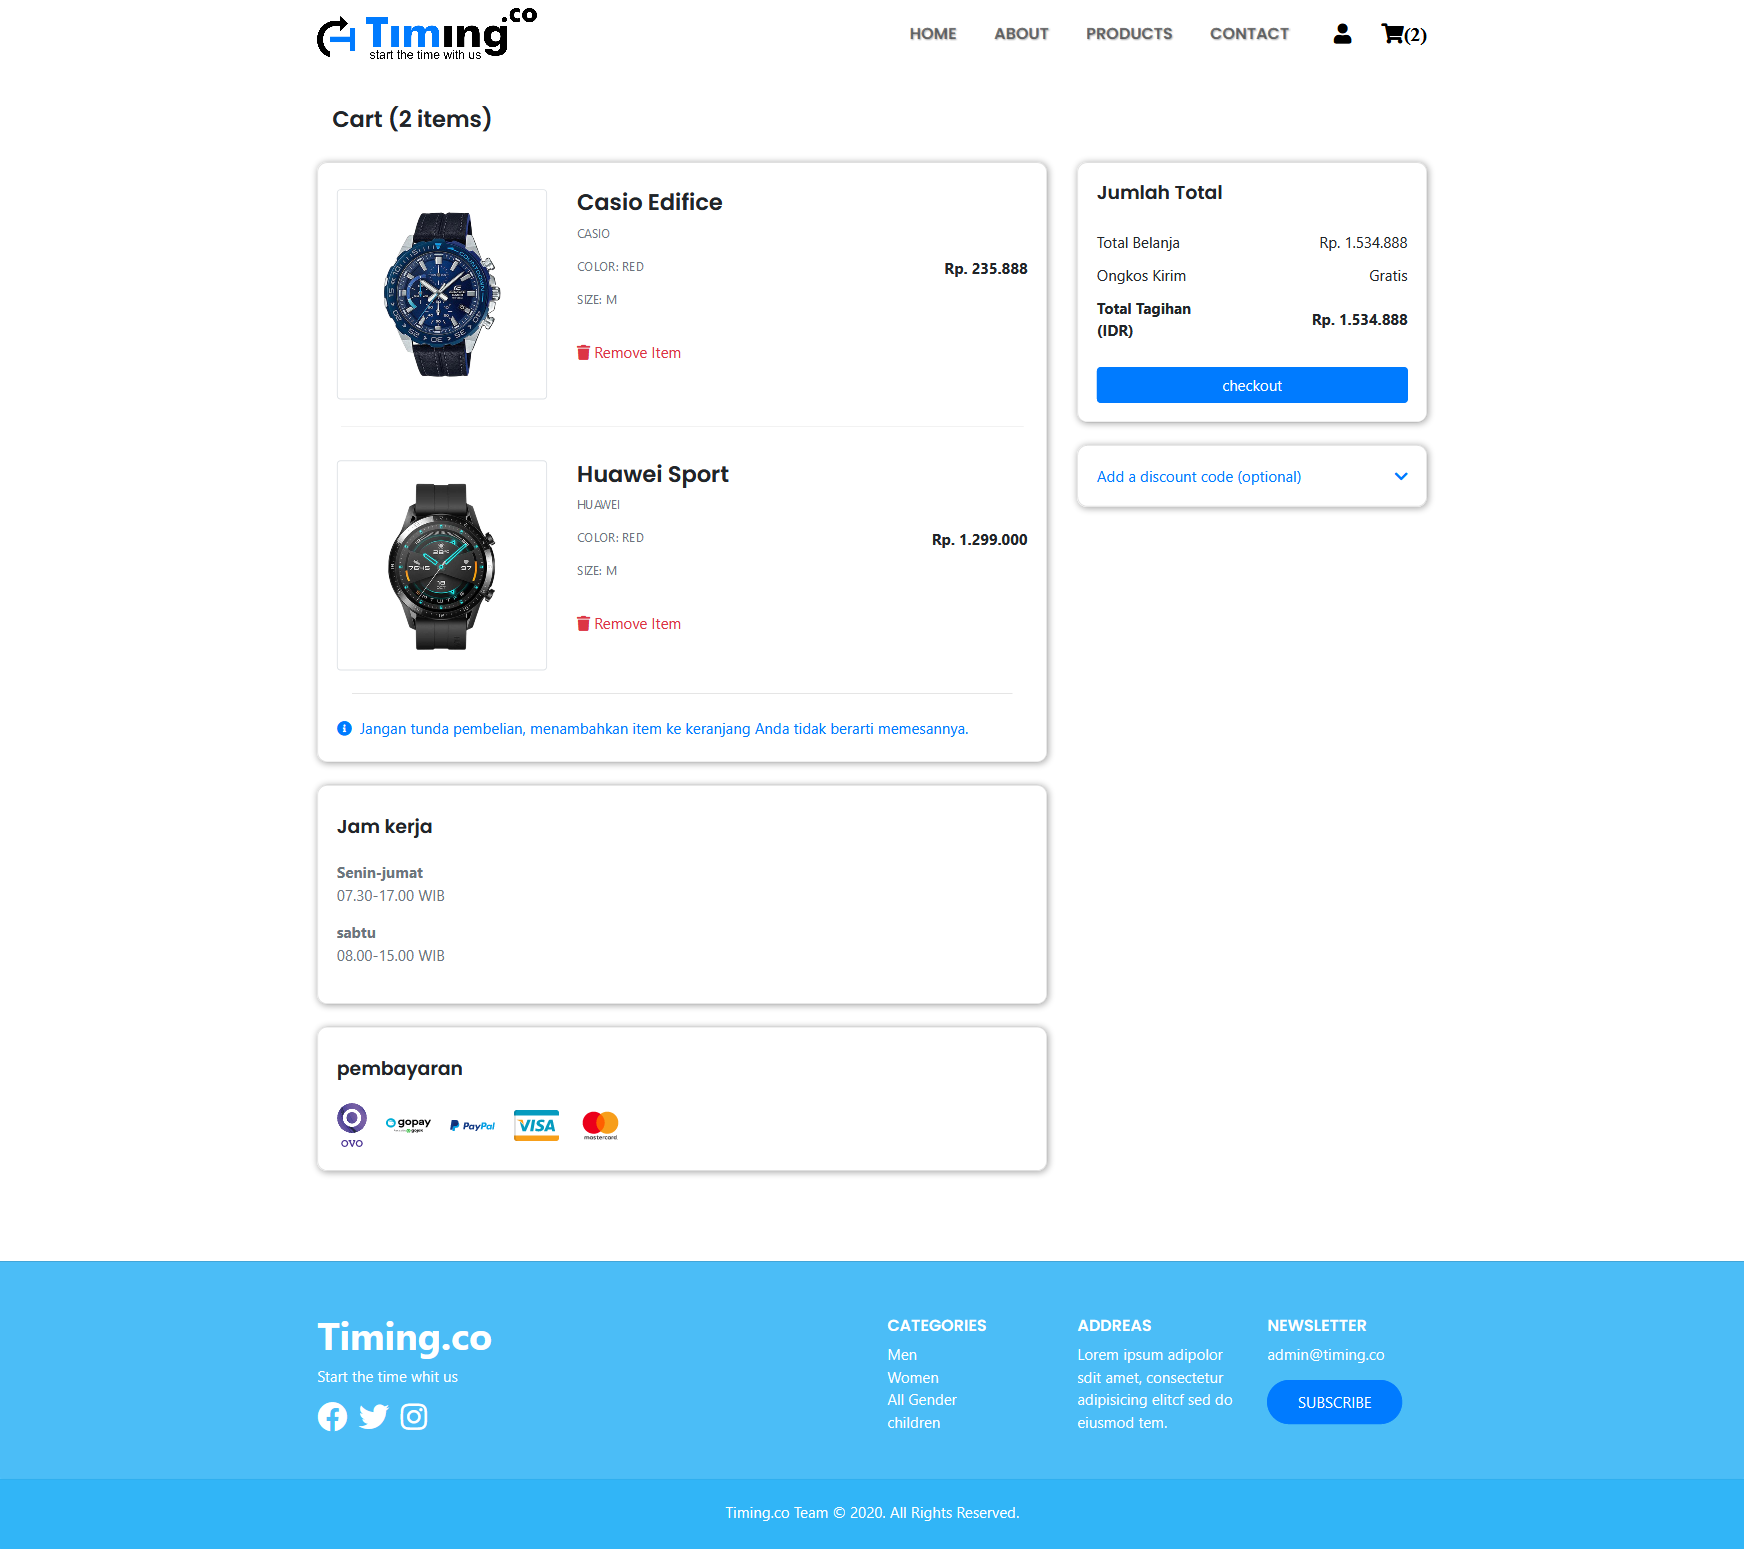 Timing.co
start the time with us
HOME ABOUT PRODUCTS CONTACT (2)
Cart (2 items)
Casio Edifice
CASIO
COLOR: RED
Rp. 235.888
SIZE: M
Remove Item
Huawei Sport
HUAWEI
COLOR: RED
Rp. 1.299.000
SIZE: M
Remove Item
Jangan tunda pembelian, menambahkan item ke keranjang Anda tidak berarti memesannya.
Jumlah Total
Total Belanja Rp. 1.534.888
Ongkos Kirim Gratis
Total Tagihan
(IDR)
Rp. 1.534.888
checkout
Add a discount code (optional)
Jam kerja
Senin-jumat
07.30-17.00 WIB
sabtu
08.00-15.00 WIB
pembayaran
OVO
gopay
PayPal
VISA
mastercard
Timing.co
Start the time whit us
CATEGORIES
Men
Women
All Gender
children
ADDREAS
Lorem ipsum adipolor
sdit amet, consectetur
adipisicing elitcf sed do
eiusmod tem.
NEWSLETTER
admin@timing.co
SUBSCRIBE
Timing.co Team © 2020. All Rights Reserved.